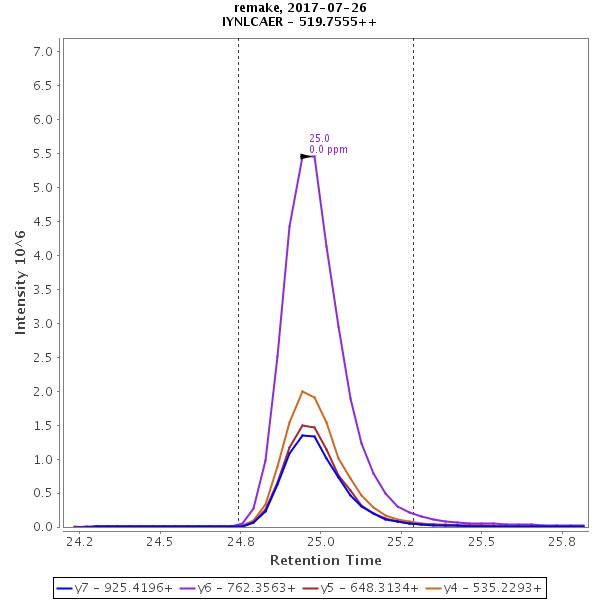 remake, 2017-07-26
IYNLCAER - 519.7555++
7.0
6.5
6.0
5.5
5.0
4.5
4.0
3.5
3.0
2.5
2.0
1.5
1.0
0.5
0.0
Intensity 10^6
25.0
0.0 ppm
24.2 24.5 24.8 25.0 25.2 25.5 25.8
Retention Time
y7 - 925.4196+ y6 - 762.3563+ y5 - 648.3134+ y4 - 535.2293+